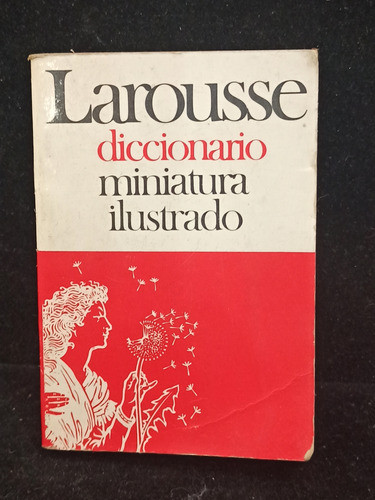 Larousse
diccionario
miniatura
ilustrado